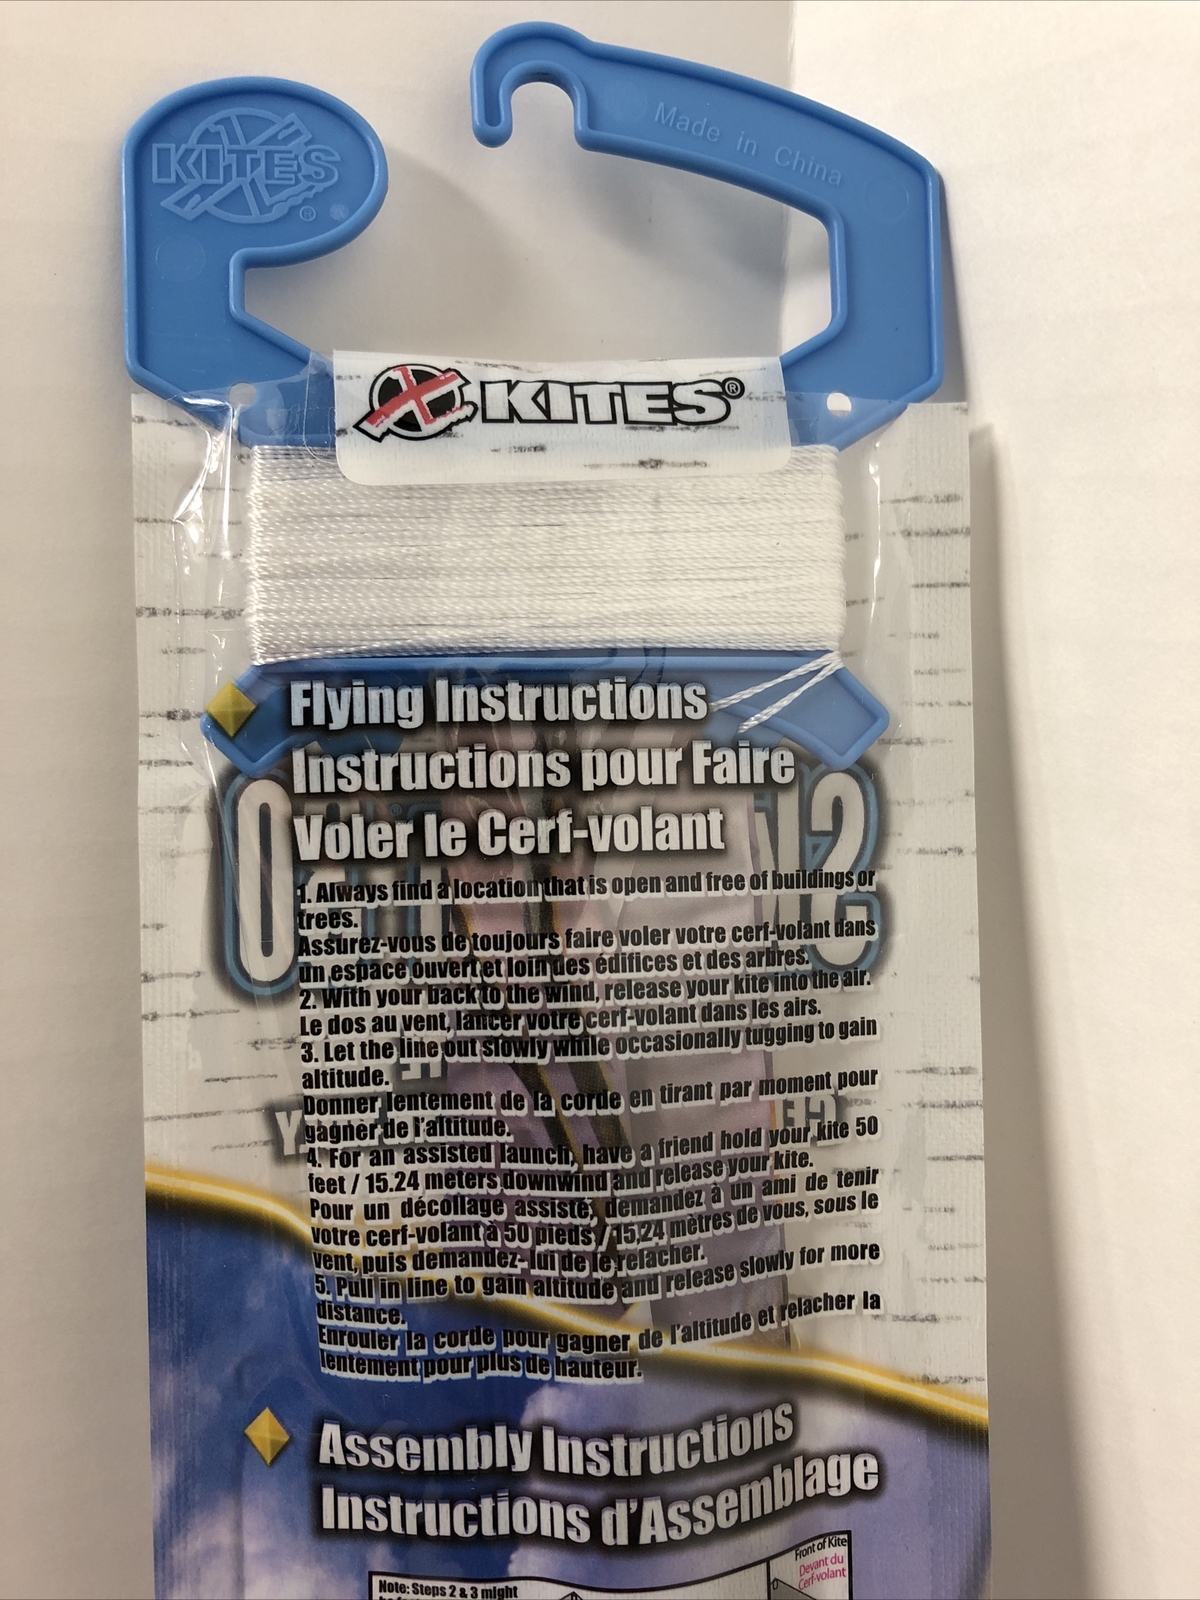 KITES
®
Made in China
X KITES®
Flying Instructions
Instructions pour Faire
Voler le Cerf-volant
1. Always find a location that is open and free of buildings or
trees.
Assurez-vous de toujours faire voler votre cerf-volant dans
un espace ouvert et loin des édifices et des arbres.
2. With your back to the wind, release your kite into the air.
Le dos au vent, lancer votre cerf-volant dans les airs.
3. Let the line out slowly while occasionally tugging to gain
altitude.
Donner lentement de la corde en tirant par moment pour
gagner de l'altitude.
4. For an assisted launch, have a friend hold your kite 50
feet / 15.24 meters downwind and release your kite.
Pour un décollage assisté, demandez à un ami de tenir
votre cerf-volant à 50 pieds / 15,24 mètres de vous, sous le
vent, puis demandez- lui de le relacher.
5. Pull in line to gain altitude and release slowly for more
distance.
Enrouler la corde pour gagner de l'altitude et relacher la
lentement pour plus de hauteur.
Assembly Instructions
Instructions d'Assemblage
Front of Kite
Devant du
Cerf-volant
Note: Steps 2 & 3 might